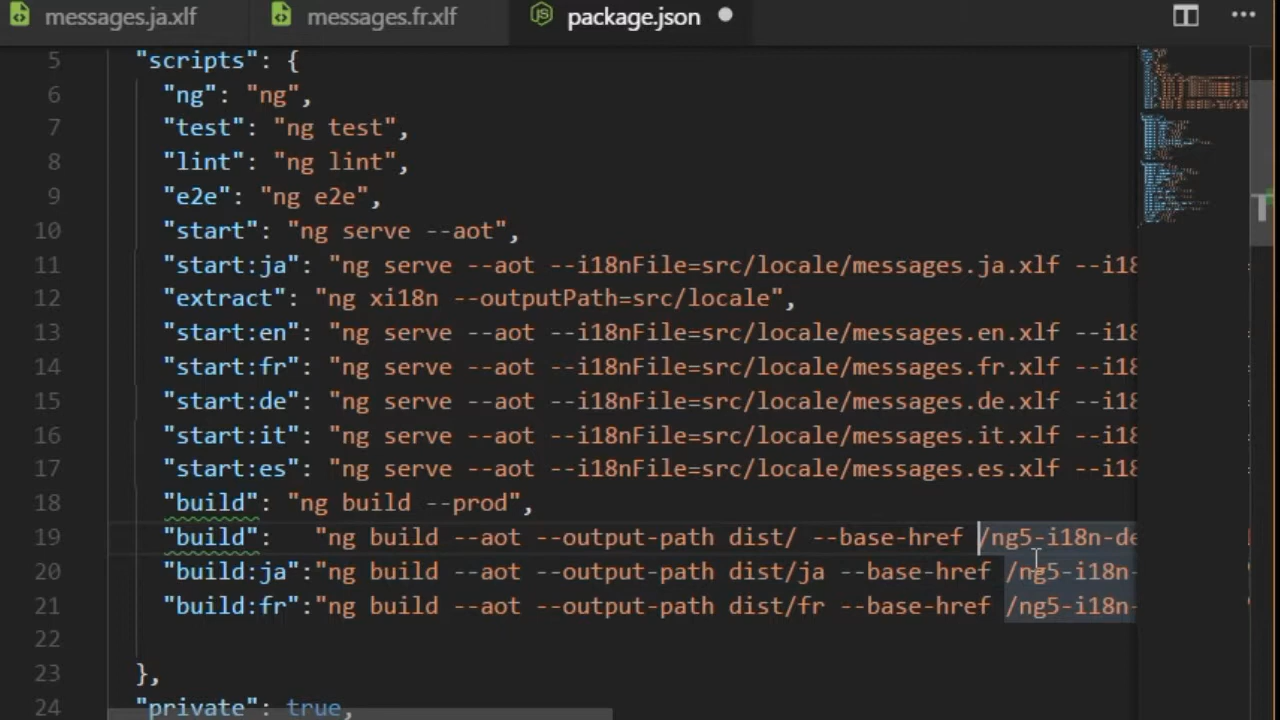 messages.ja.xlf messages.fr.xlf package.json
5 "scripts": {
6 "ng": "ng",
7 "test": "ng test",
8 "lint": "ng lint",
9 "e2e": "ng e2e",
10 "start": "ng serve --aot",
11 "start:ja": "ng serve --aot --i18nFile=src/locale/messages.ja.xlf --i18
12 "extract": "ng xi18n --outputPath=src/locale",
13 "start:en": "ng serve --aot --i18nFile=src/locale/messages.en.xlf --i18
14 "start:fr": "ng serve --aot --i18nFile=src/locale/messages.fr.xlf --i18
15 "start:de": "ng serve --aot --i18nFile=src/locale/messages.de.xlf --i18
16 "start:it": "ng serve --aot --i18nFile=src/locale/messages.it.xlf --i18
17 "start:es": "ng serve --aot --i18nFile=src/locale/messages.es.xlf --i18
18 "build": "ng build --prod",
19 "build": "ng build --aot --output-path dist/ --base-href /ng5-i18n-de
20 "build:ja":"ng build --aot --output-path dist/ja --base-href /ng5-i18n-
21 "build:fr":"ng build --aot --output-path dist/fr --base-href /ng5-i18n-
22
23 },
24 "private": true,